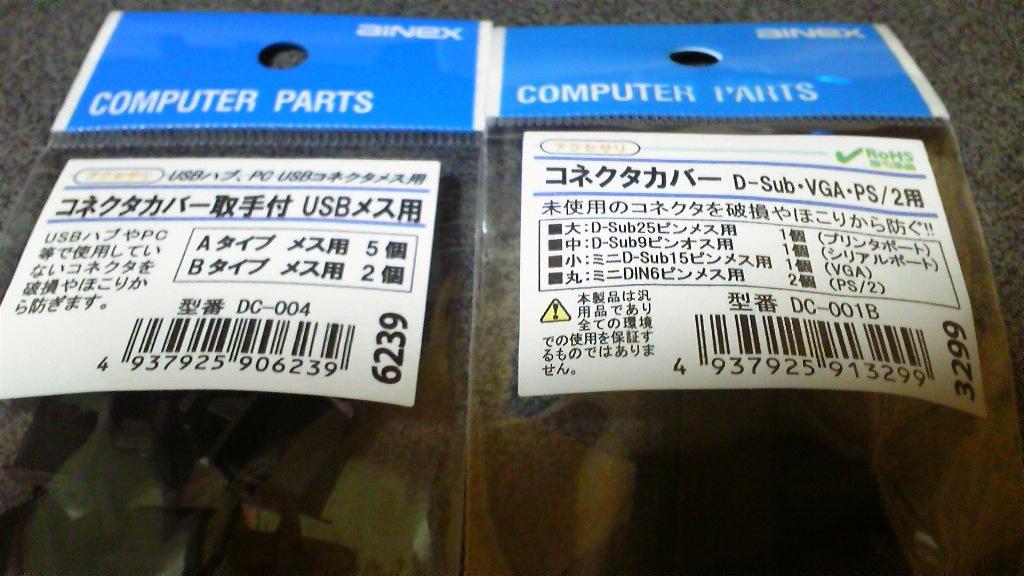 AINEX
COMPUTER PARTS
アクセサリ USBハブ、PC USBコネクタメス用
コネクタカバー取手付 USBメス用
USBハブやPC
等で使用してい
ないコネクタを
破損やほこりか
ら防ぎます。
Aタイプ メス用 5個
Bタイプ メス用 2個
型番 DC-004
4 937925 906239
6239
AINEX
COMPUTER PARTS
アクセサリ
RoHS
コネクタカバー D-Sub・VGA・PS/2用
未使用のコネクタを破損やほこりから防ぐ!!
■大:D-Sub25ピンメス用 1個 (プリンタポート)
■中:D-Sub9ピンオス用 1個 (シリアルポート)
■小:ミニD-Sub15ピンメス用 1個 (VGA)
■丸:ミニDIN6ピンメス用 2個 (PS/2)
本製品は汎
用品であり
全ての環境
での使用を保証す
るものではありま
せん。
型番 DC-001B
4 937925 913299
3299